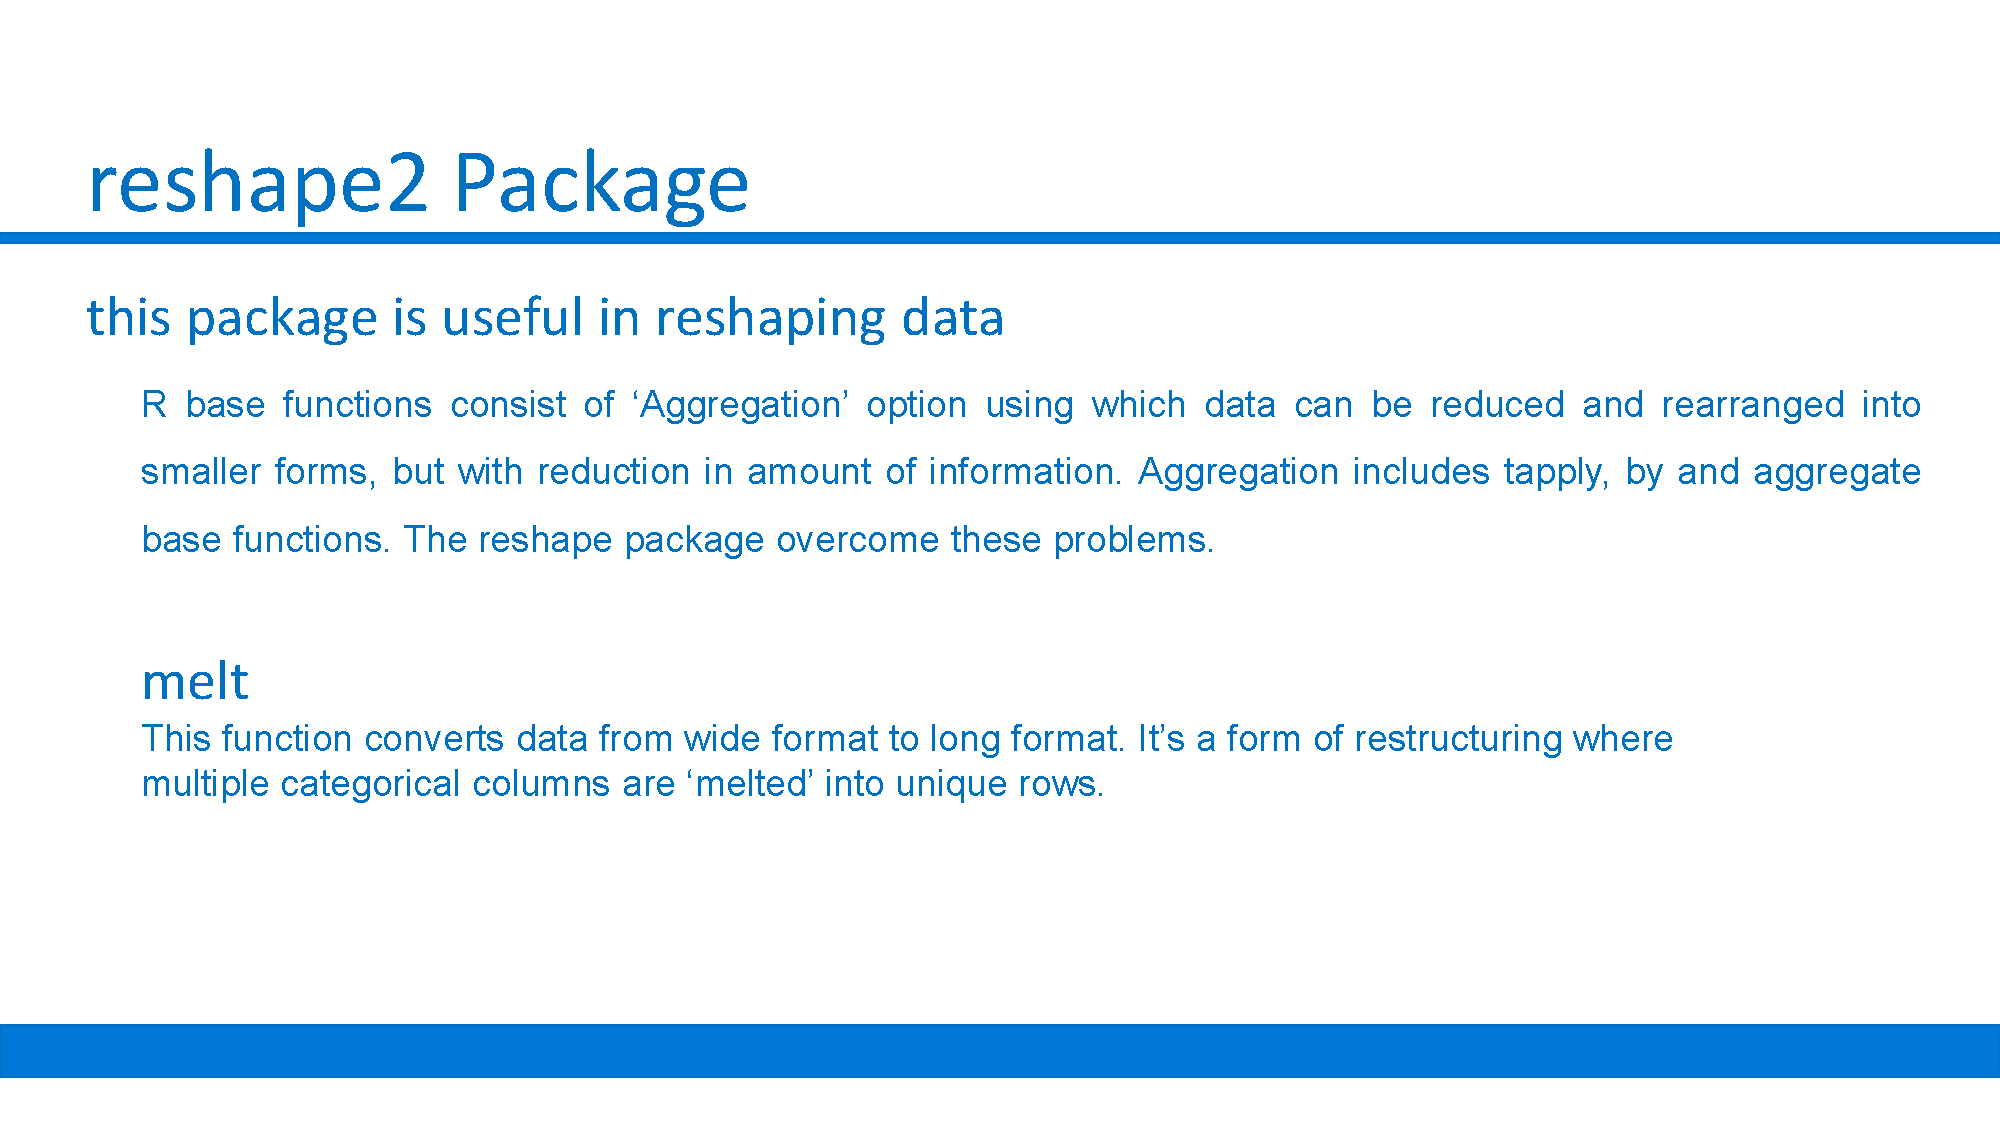 reshape2 Package
this package is useful in reshaping data
R base functions consist of ‘Aggregation’ option using which data can be reduced and rearranged into
smaller forms, but with reduction in amount of information. Aggregation includes tapply, by and aggregate
base functions. The reshape package overcome these problems.
melt
This function converts data from wide format to long format. It’s a form of restructuring where
multiple categorical columns are ‘melted’ into unique rows.